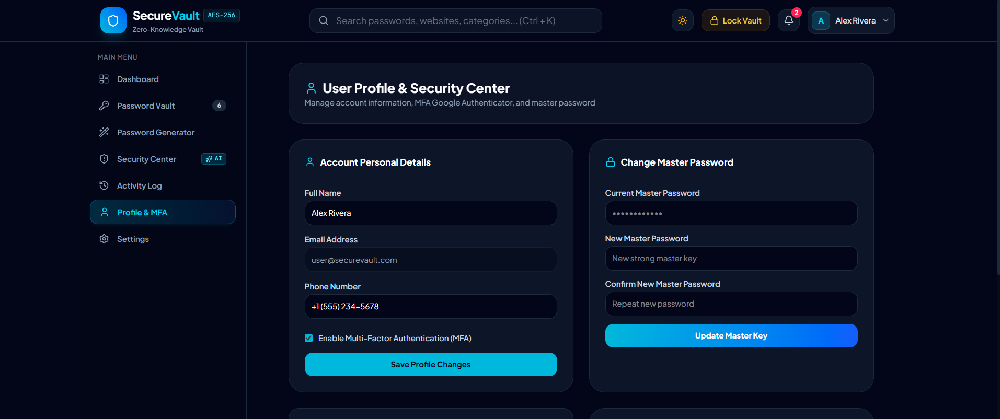 SecureVault AES-256
Zero-Knowledge Vault
Search passwords, websites, categories... (Ctrl + K)
Lock Vault
2
A Alex Rivera
MAIN MENU
Dashboard
Password Vault 6
Password Generator
Security Center AI
Activity Log
Profile & MFA
Settings
User Profile & Security Center
Manage account information, MFA Google Authenticator, and master password
Account Personal Details
Full Name
Alex Rivera
Email Address
user@securevault.com
Phone Number
+1 (555) 234-5678
Enable Multi-Factor Authentication (MFA)
Save Profile Changes
Change Master Password
Current Master Password
••••••••••••
New Master Password
New strong master key
Confirm New Master Password
Repeat new password
Update Master Key